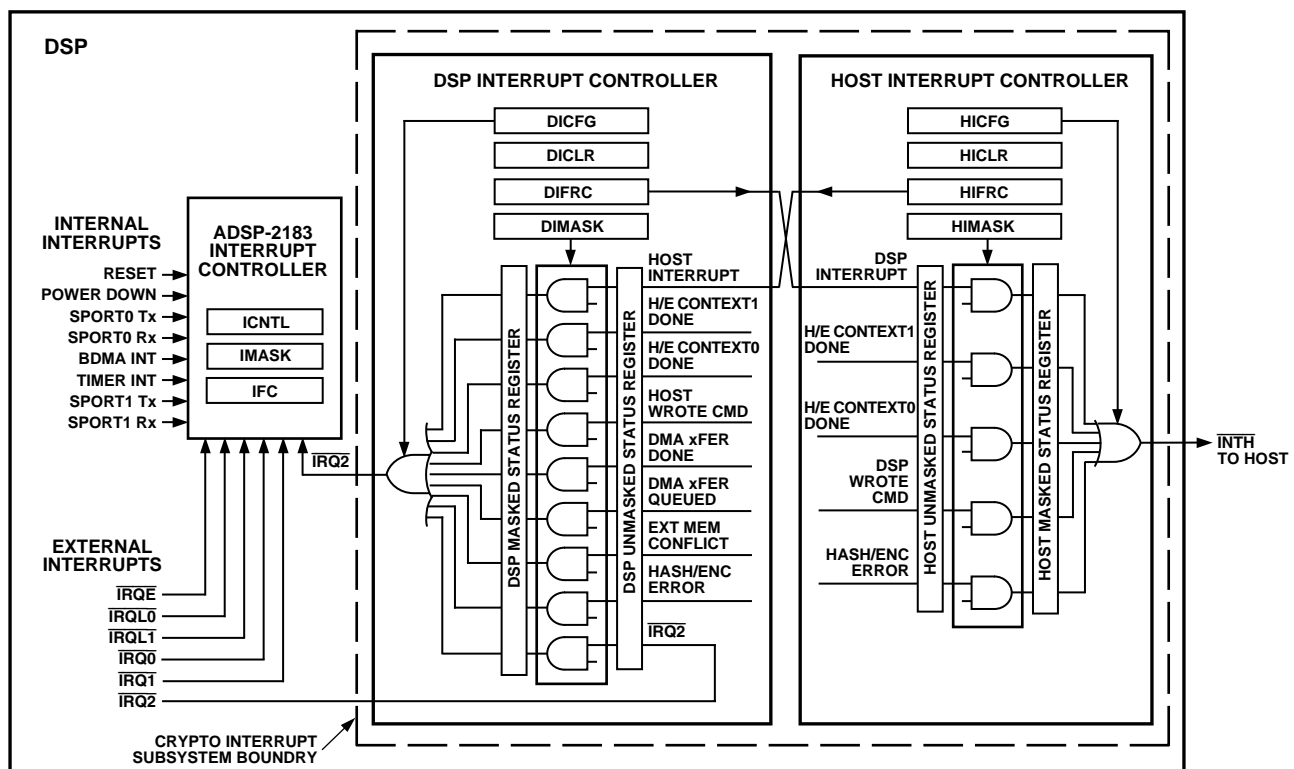 DSP
DSP INTERRUPT CONTROLLER
DICFG
DICLR
DIFRC
DIMASK
HOST INTERRUPT CONTROLLER
HICFG
HICLR
HIFRC
HIMASK
INTERNAL
INTERRUPTS
RESET
POWER DOWN
SPORT0 Tx
SPORT0 Rx
BDMA INT
TIMER INT
SPORT1 Tx
SPORT1 Rx
ADSP-2183
INTERRUPT
CONTROLLER
ICNTL
IMASK
IFC
IRQ2
EXTERNAL
INTERRUPTS
IRQE
IRQL0
IRQL1
IRQ0
IRQ1
IRQ2
DSP MASKED STATUS REGISTER
DSP UNMASKED STATUS REGISTER
HOST
INTERRUPT
H/E CONTEXT1
DONE
H/E CONTEXT0
DONE
HOST
WROTE CMD
DMA xFER
DONE
DMA xFER
QUEUED
EXT MEM
CONFLICT
HASH/ENC
ERROR
IRQ2
DSP
INTERRUPT
H/E CONTEXT1
DONE
H/E CONTEXT0
DONE
DSP
WROTE
CMD
HASH/ENC
ERROR
HOST UNMASKED STATUS REGISTER
HOST MASKED STATUS REGISTER
INTH
TO HOST
CRYPTO INTERRUPT
SUBSYSTEM BOUNDRY